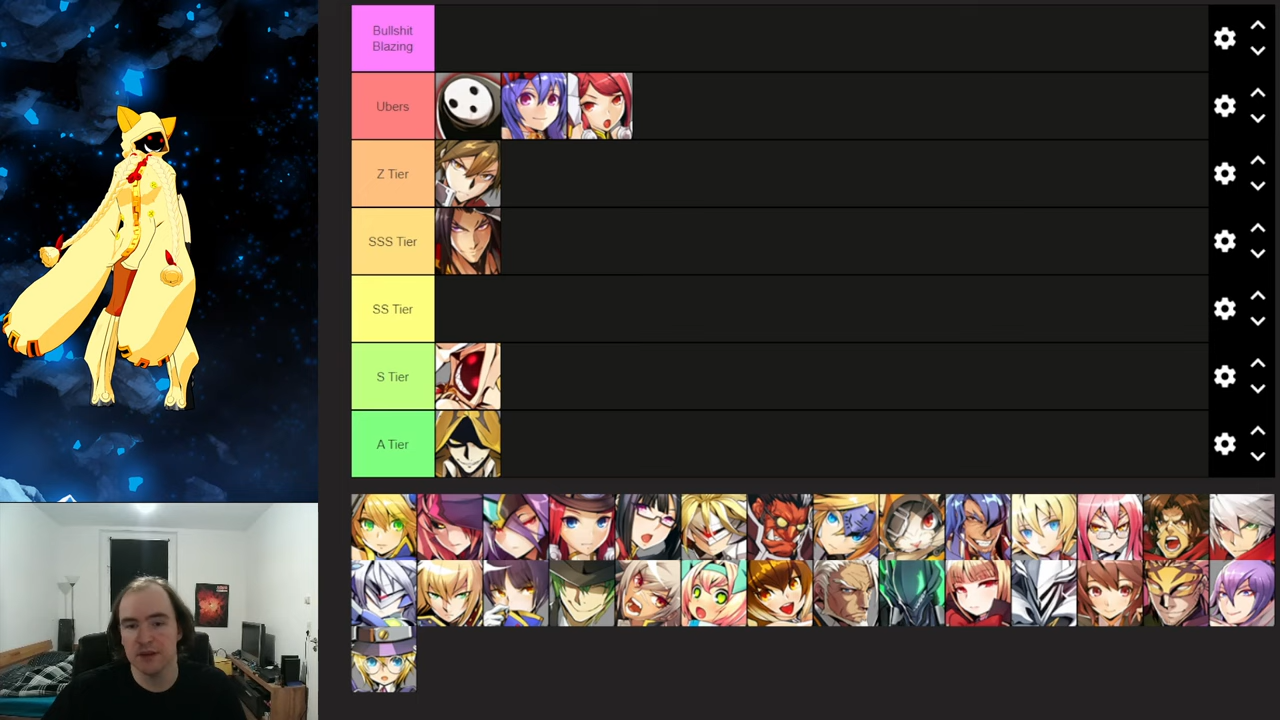 Bullshit
Blazing
Ubers
Z Tier
SSS Tier
SS Tier
S Tier
A Tier